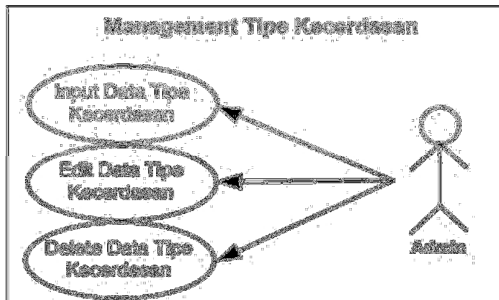 Management Tipe Kecerdasan
Input Data Tipe
Kecerdasan
Edit Data Tipe
Kecerdasan
Delete Data Tipe
Kecerdasan
Admin